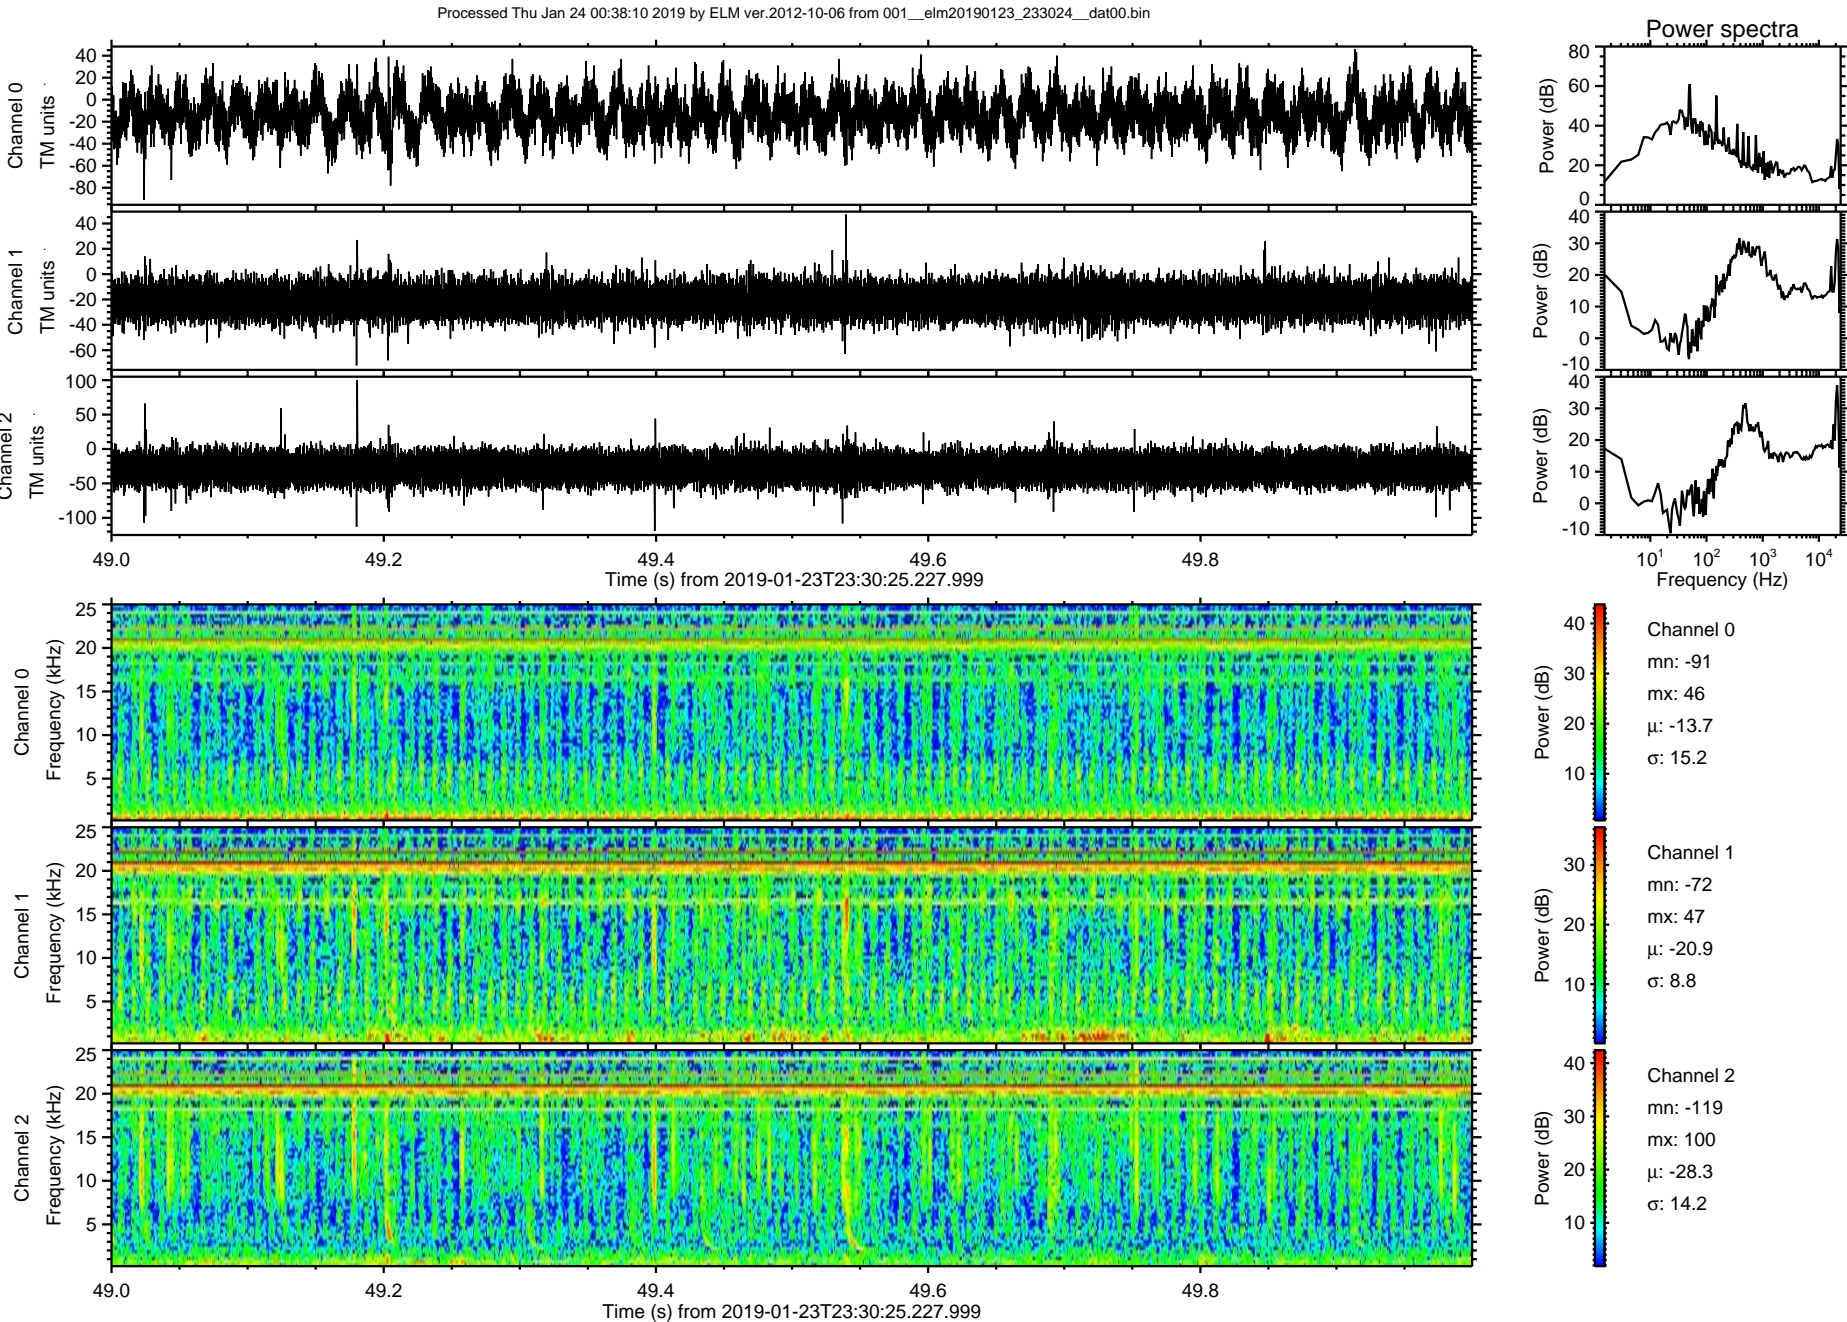 Processed Thu Jan 24 00:38:10 2019 by ELM ver.2012-10-06 from 001__elm20190123_233024__dat00.bin
Power spectra
Channel 0
TM units
40
20
0
-20
-40
-60
-80
Power (dB)
80
60
40
20
0
Channel 1
TM units
40
20
0
-20
-40
-60
Power (dB)
40
30
20
10
0
-10
Channel 2
TM units
100
50
0
-50
-100
Power (dB)
40
30
20
10
0
-10
49.0 49.2 49.4 49.6 49.8
Time (s) from 2019-01-23T23:30:25.227.999
10^1 10^2 10^3 10^4
Frequency (Hz)
Channel 0
Frequency (kHz)
25
20
15
10
5
Power (dB)
40
30
20
10
Channel 0
mn: -91
mx: 46
μ: -13.7
σ: 15.2
Channel 1
Frequency (kHz)
25
20
15
10
5
Power (dB)
30
20
10
Channel 1
mn: -72
mx: 47
μ: -20.9
σ: 8.8
Channel 2
Frequency (kHz)
25
20
15
10
5
Power (dB)
40
30
20
10
Channel 2
mn: -119
mx: 100
μ: -28.3
σ: 14.2
49.0 49.2 49.4 49.6 49.8
Time (s) from 2019-01-23T23:30:25.227.999